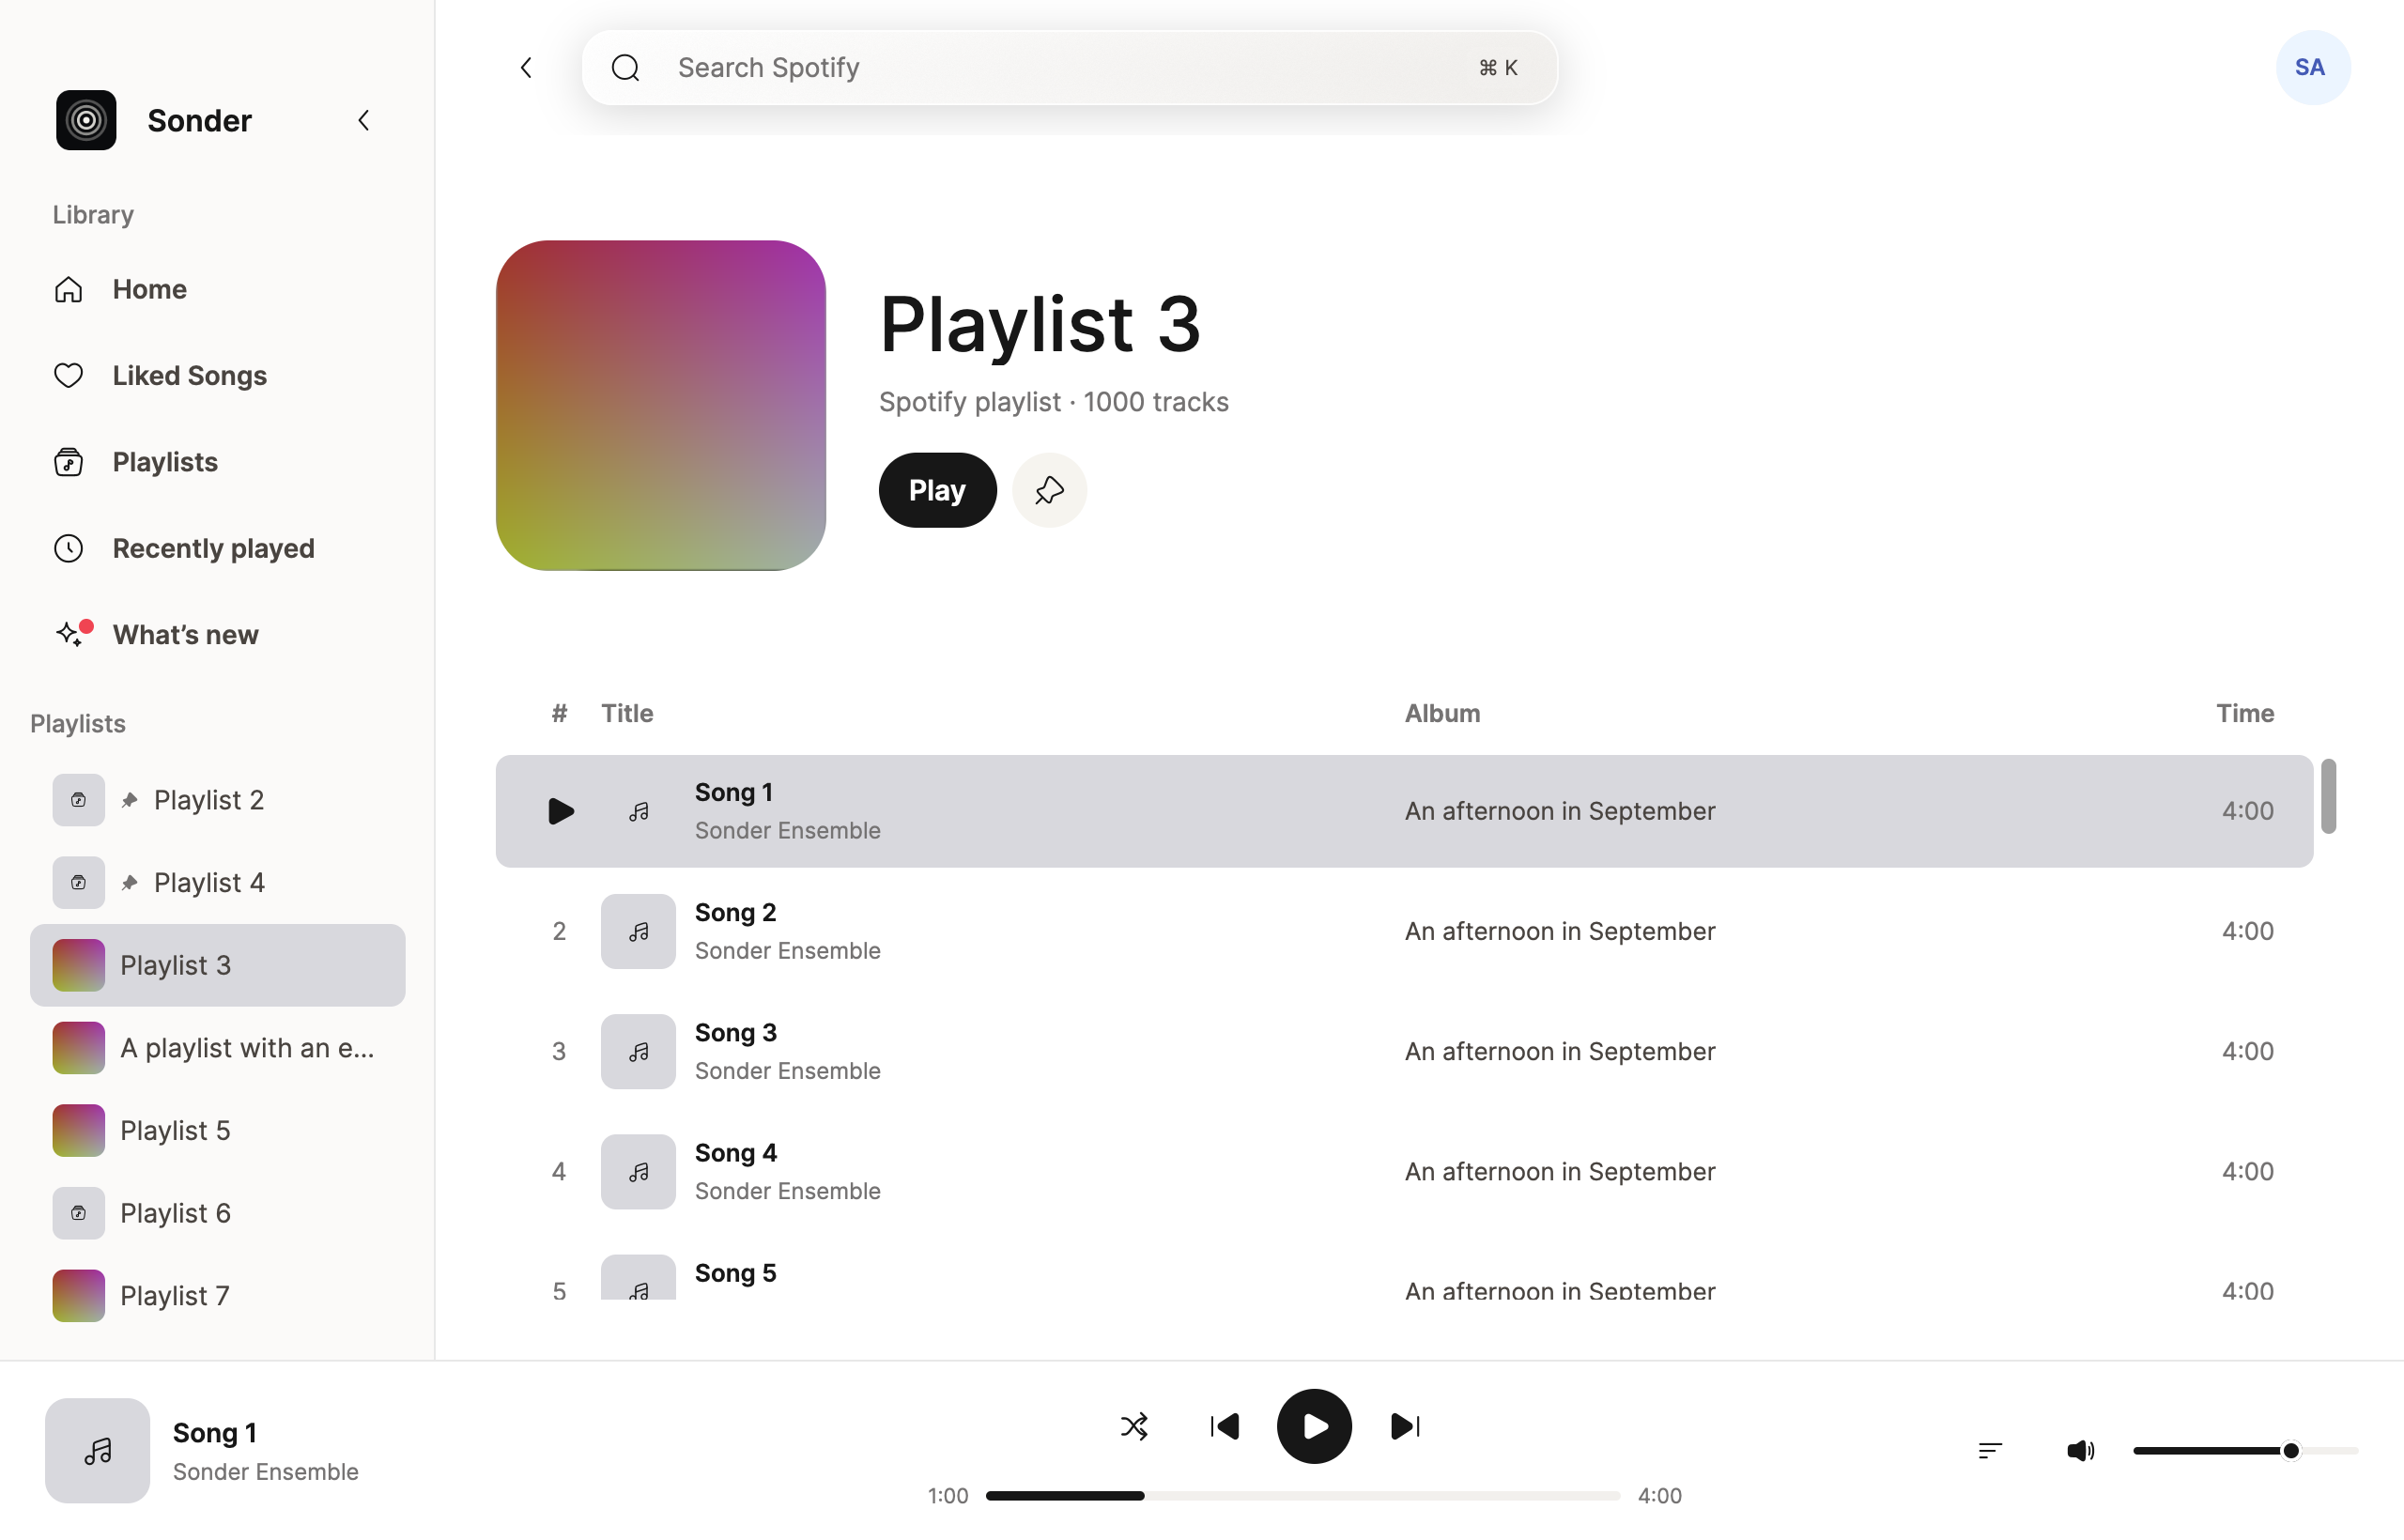 Sonder
Library
Home
Liked Songs
Playlists
Recently played
What’s new
Playlists
Playlist 2
Playlist 4
Playlist 3
A playlist with an e...
Playlist 5
Playlist 6
Playlist 7
Search Spotify ⌘ K
SA
Playlist 3
Spotify playlist · 1000 tracks
Play
# Title Album Time
Song 1
Sonder Ensemble
An afternoon in September 4:00
2 Song 2
Sonder Ensemble
An afternoon in September 4:00
3 Song 3
Sonder Ensemble
An afternoon in September 4:00
4 Song 4
Sonder Ensemble
An afternoon in September 4:00
5 Song 5
An afternoon in September 4:00
Song 1
Sonder Ensemble
1:00 4:00